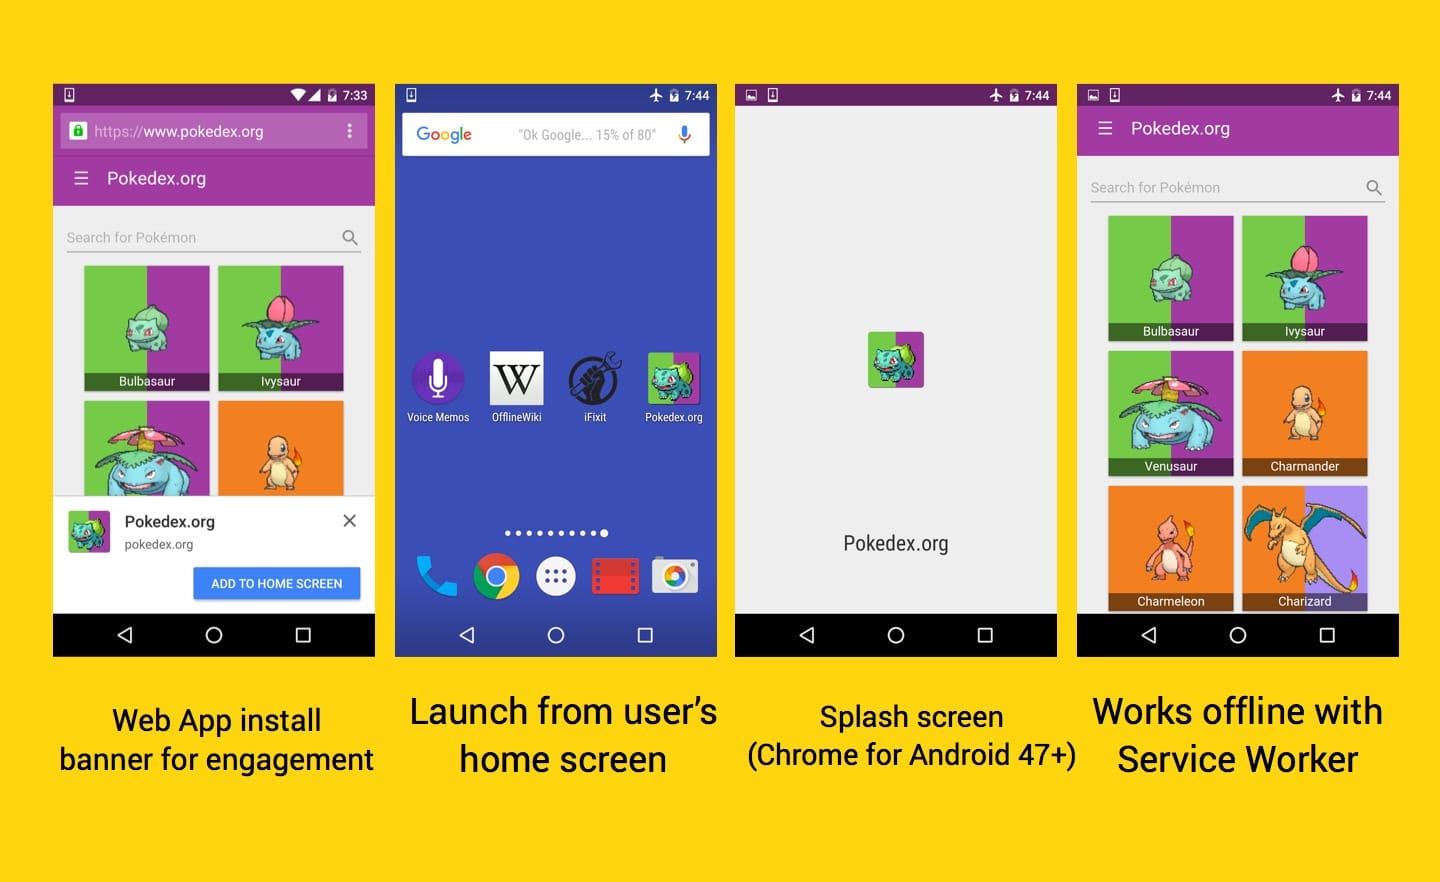 7:33
https://www.pokedex.org
Pokedex.org
Search for Pokémon
Bulbasaur
Ivysaur
Pokedex.org
pokedex.org
ADD TO HOME SCREEN
Web App install
banner for engagement
7:44
Google
"Ok Google... 15% of 80"
Voice Memos
W
OfflineWiki
iFixit
Pokedex.org
Launch from user's
home screen
7:44
Pokedex.org
Splash screen
(Chrome for Android 47+)
7:44
Pokedex.org
Search for Pokémon
Bulbasaur
Ivysaur
Venusaur
Charmander
Charmeleon
Charizard
Works offline with
Service Worker